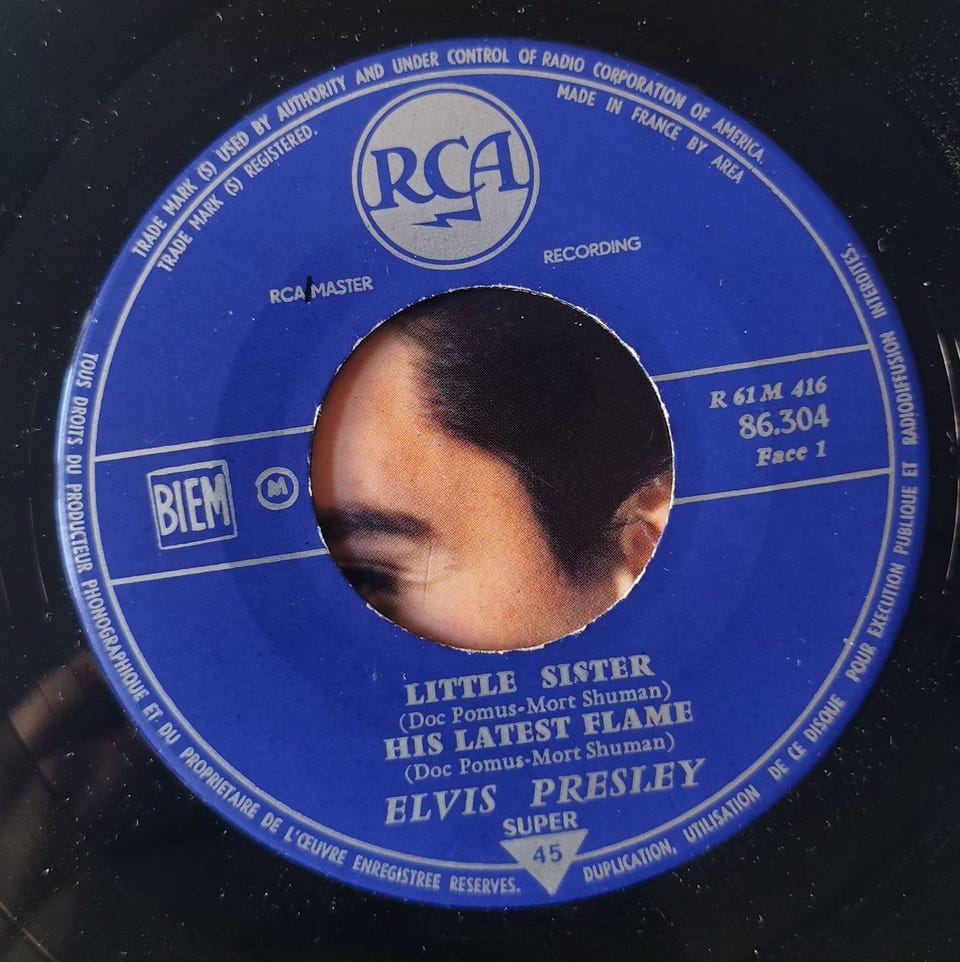 TRADE MARK (S) USED BY AUTHORITY AND UNDER CONTROL OF RADIO CORPORATION OF AMERICA.
TRADE MARK (S) REGISTERED.
MADE IN FRANCE BY AREA
RCA
RCA MASTER RECORDING
R 61 M 416
86.304
Face 1
BIEM M
LITTLE SISTER
(Doc Pomus-Mort Shuman)
HIS LATEST FLAME
(Doc Pomus-Mort Shuman)
ELVIS PRESLEY
SUPER
45
TOUS DROITS DU PRODUCTEUR PHONOGRAPHIQUE ET DU PROPRIETAIRE DE L'ŒUVRE ENREGISTREE RESERVES.
DUPLICATION, UTILISATION DE CE DISQUE POUR EXECUTION PUBLIQUE ET RADIODIFFUSION INTERDITES.